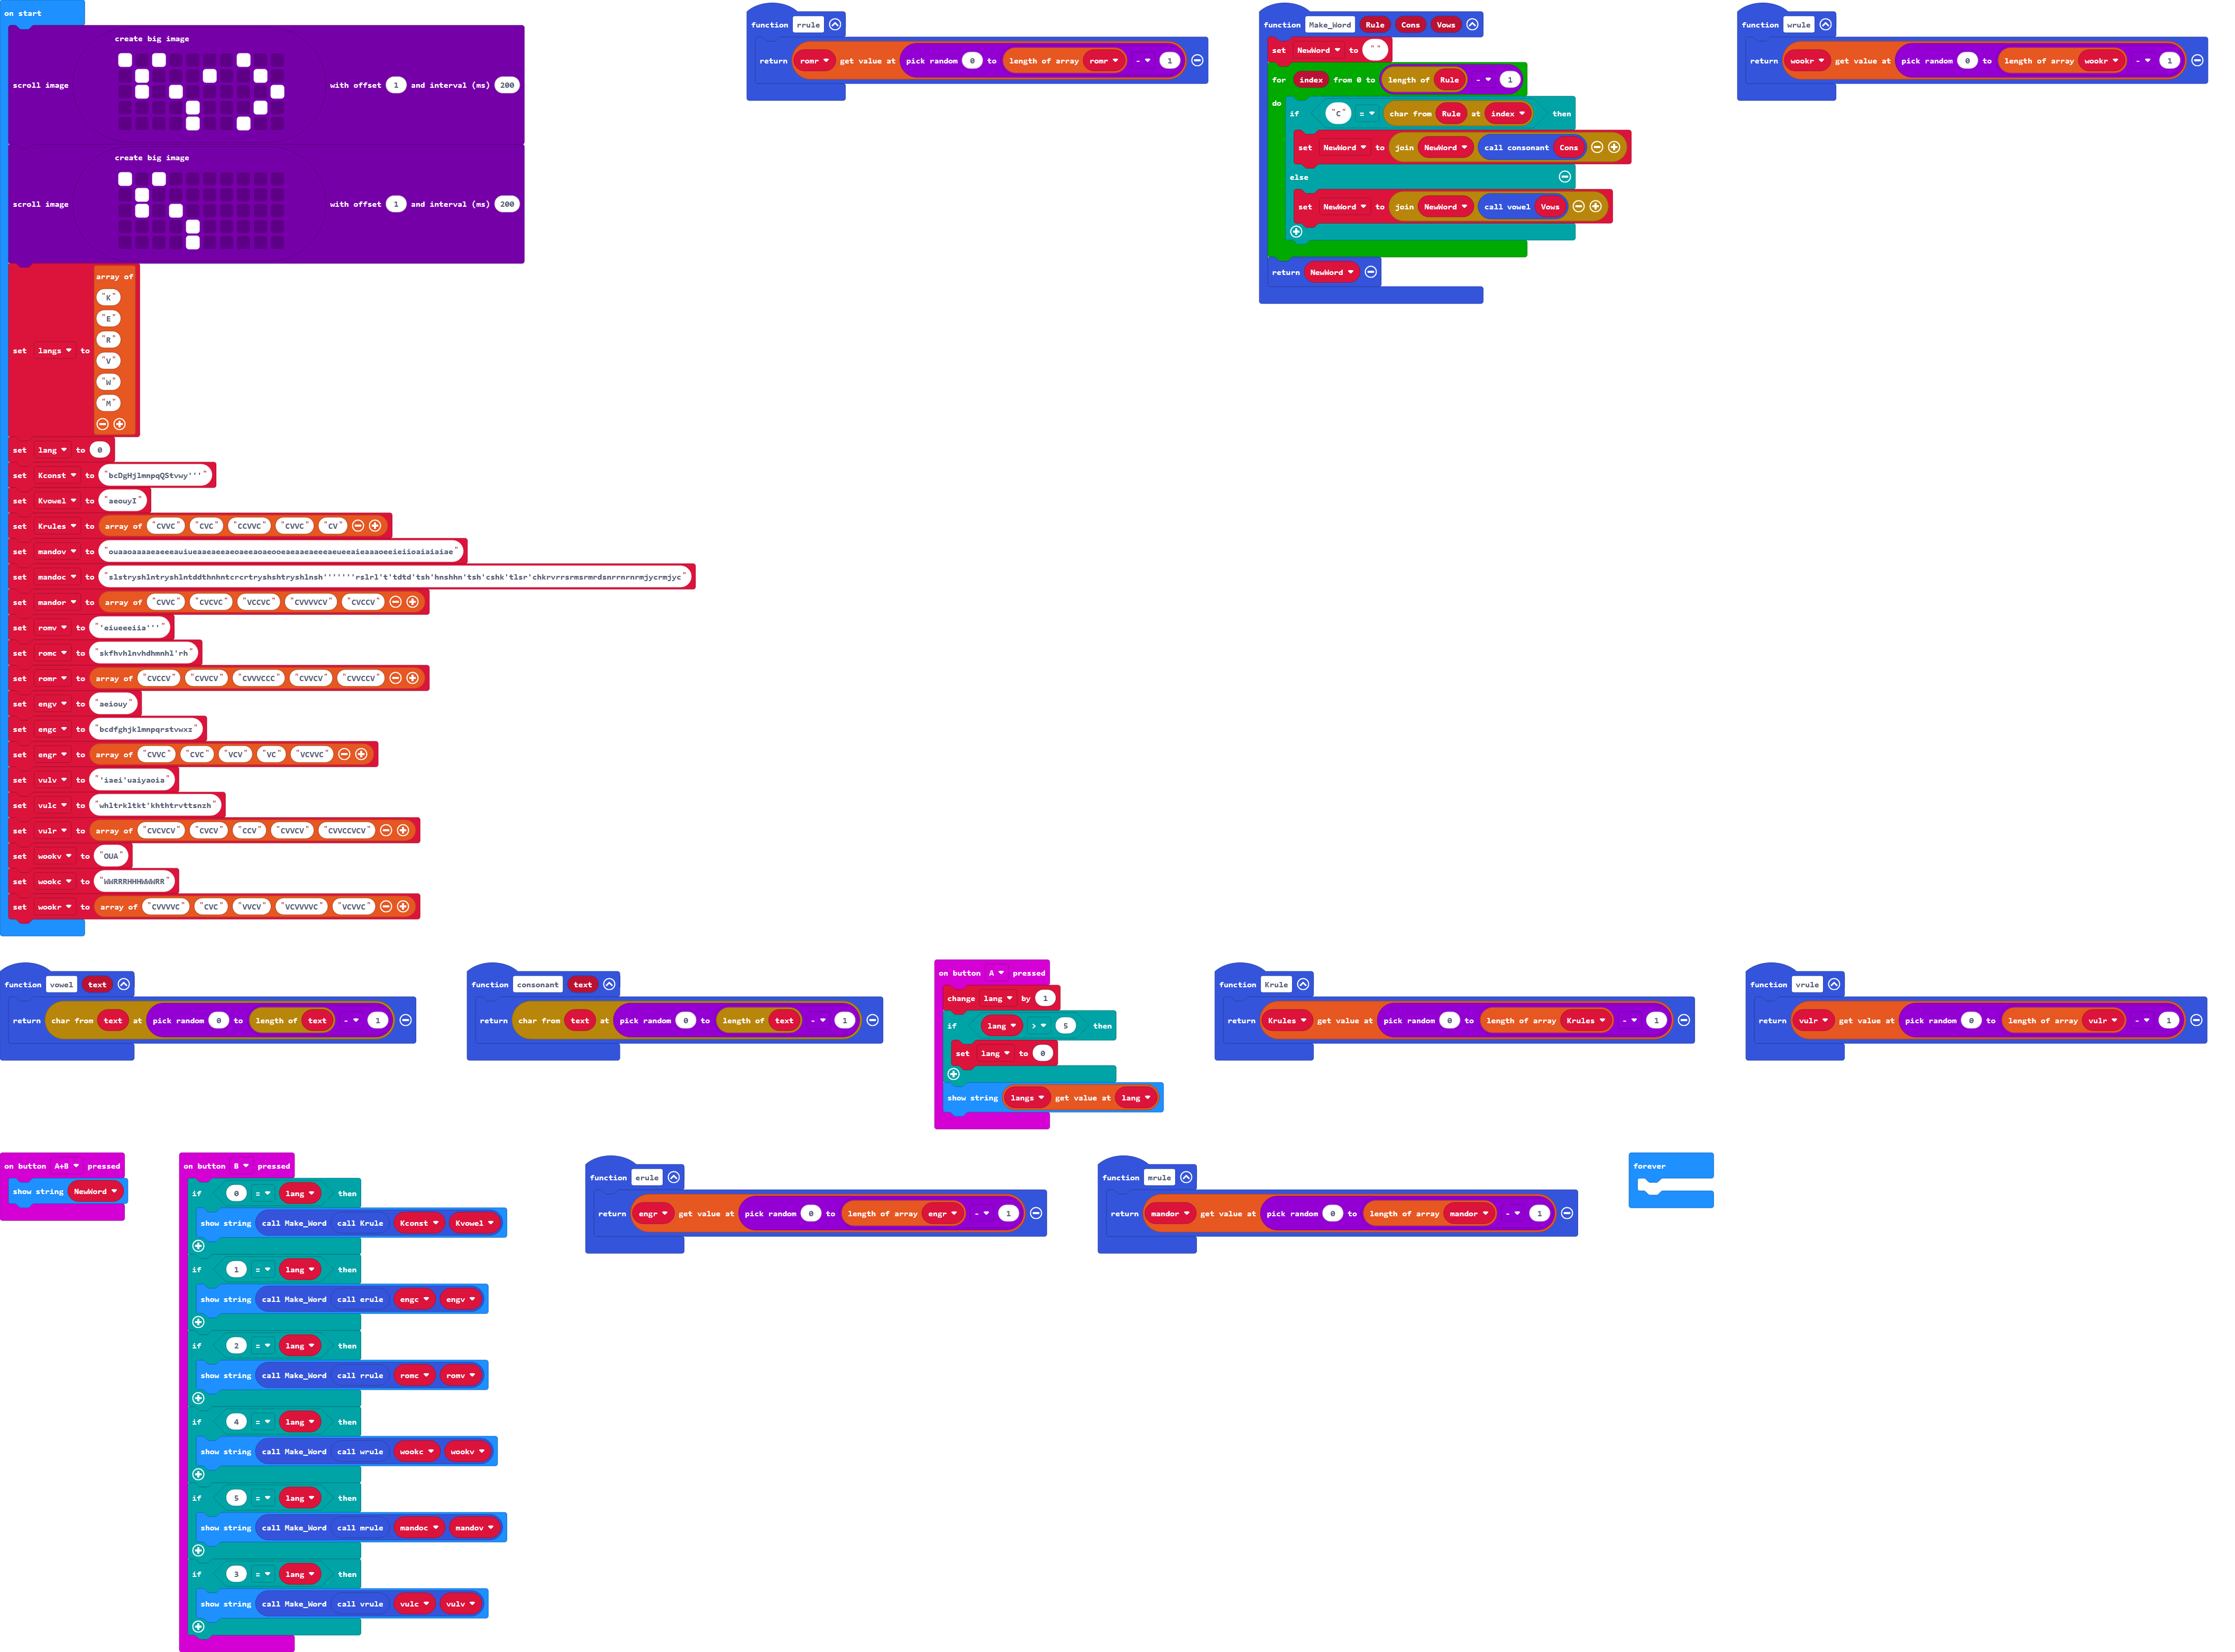 on start
create big image
scroll image with offset 1 and interval (ms) 200
create big image
scroll image with offset 1 and interval (ms) 200
set langs to array of
"K"
"E"
"R"
"V"
"W"
"M"
set lang to 0
set Kconst to "bcDgHjlmnpqQStvwy'''"
set Kvowel to "aeouyI"
set Krules to array of "CVVC" "CVC" "CCVVC" "CVVC" "CV"
set mandov to
set mandoc to
set mandor to array of "CVVC" "CVCVC" "VCCVC" "CVVVVCV" "CVCCV"
set romv to "'eiueeeiia'''"
set romc to "skfhvhlnvhdhmnhl'rh"
set romr to array of "CVCCV" "CVVCV" "CVVVCCC" "CVVCV" "CVVCCV"
set engv to "aeiouy"
set engc to "bcdfghjklmnpqrstvwxz"
set engr to array of "CVVC" "CVC" "VCV" "VC" "VCVVC"
set vulv to "'iaei'uaiyaoia"
set vulc to "whltrkltkt'khthtrvttsnzh"
set vulr to array of "CVCVCV" "CVCV" "CCV" "CVVCV" "CVVCCVCV"
set wookv to "OUA"
set wookc to "WWRRRHHHWWWRR"
set wookr to array of "CVVVVC" "CVC" "VVCV" "VCVVVVC" "VCVVC"
function rrule
return romr get value at pick random 0 to length of array romr - 1
function Make_Word Rule Cons Vows
set NewWord to ""
for index from 0 to length of Rule - 1
do
if "C" = char from Rule at index then
set NewWord to join NewWord call consonant Cons
else
set NewWord to join NewWord call vowel Vows
return NewWord
function wrule
return wookr get value at pick random 0 to length of array wookr - 1
function vowel text
return char from text at pick random 0 to length of text - 1
function consonant text
return char from text at pick random 0 to length of text - 1
on button A pressed
change lang by 1
if lang > 5 then
set lang to 0
show string langs get value at lang
function Krule
return Krules get value at pick random 0 to length of array Krules - 1
function vrule
return vulr get value at pick random 0 to length of array vulr - 1
on button A+B pressed
show string NewWord
on button B pressed
if 0 = lang then
show string call Make_Word call Krule Kconst Kvowel
if 1 = lang then
show string call Make_Word call erule engc engv
if 2 = lang then
show string call Make_Word call rrule romc romv
if 4 = lang then
show string call Make_Word call wrule wookc wookv
if 5 = lang then
show string call Make_Word call mrule mandoc mandov
if 3 = lang then
show string call Make_Word call vrule vulc vulv
function erule
return engr get value at pick random 0 to length of array engr - 1
function mrule
return mandor get value at pick random 0 to length of array mandor - 1
forever